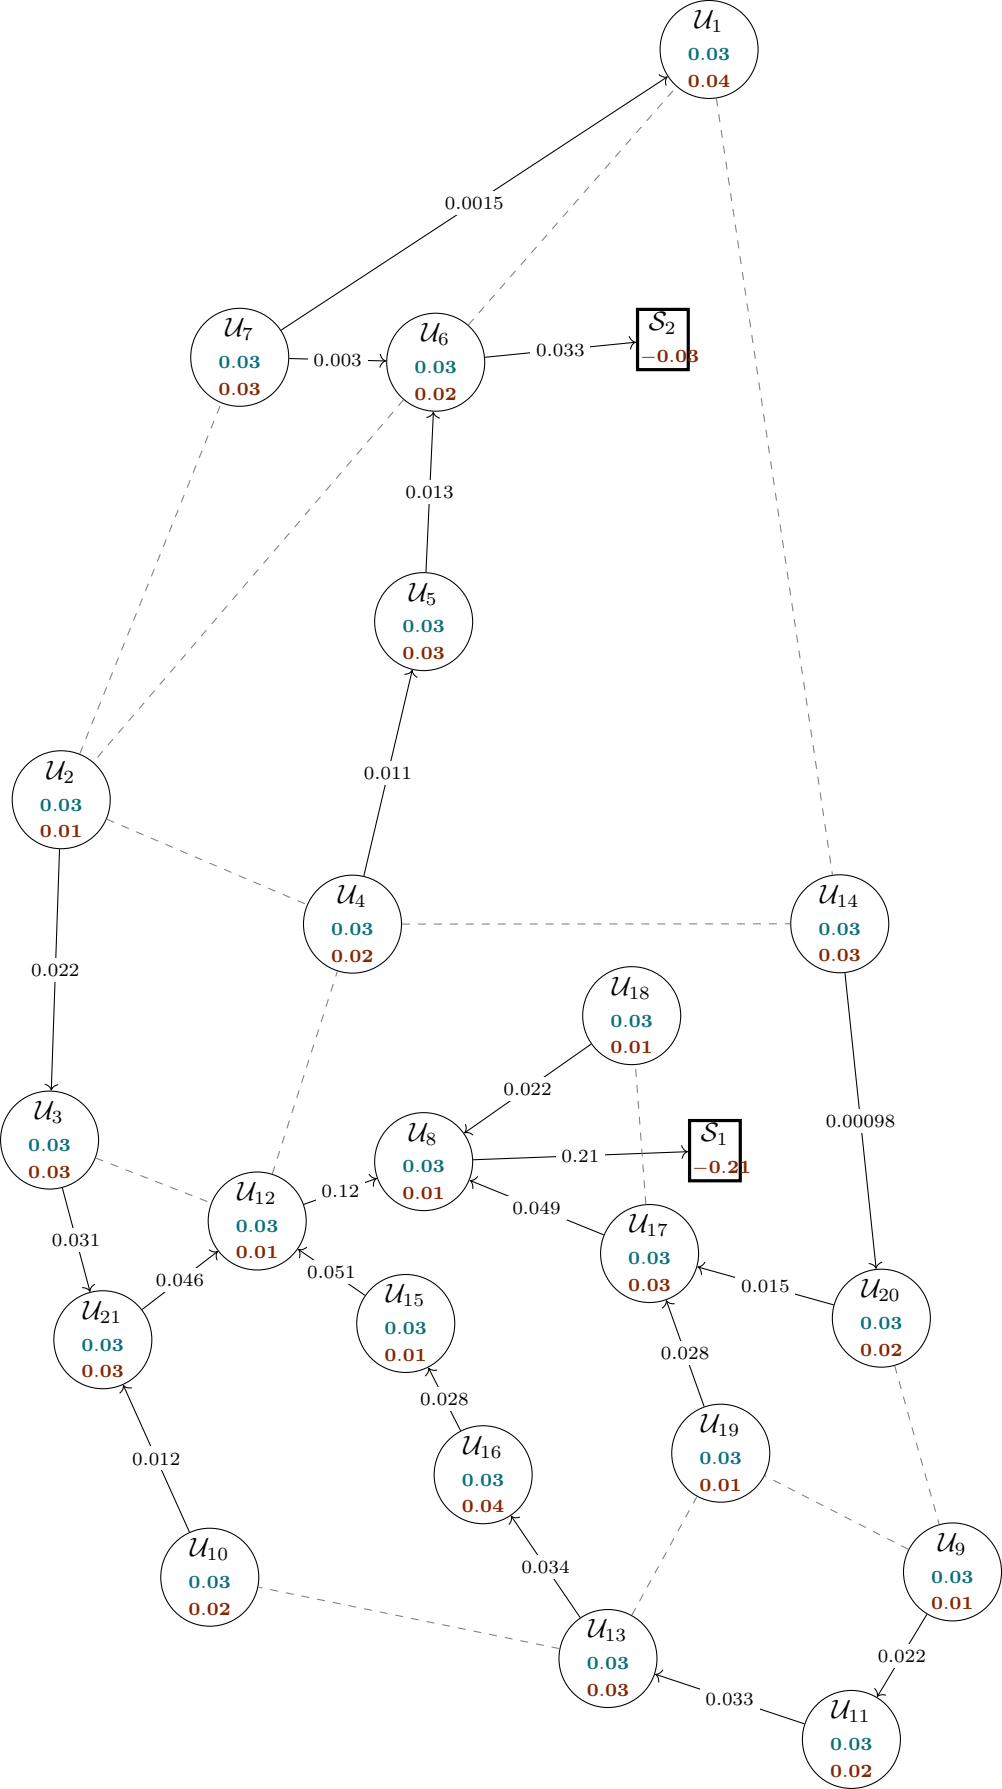 𝒰₁
0.03
0.04
0.0015
𝒰₇
0.03
0.03
0.003
𝒰₆
0.03
0.02
0.033
𝒮₂
−0.03
0.013
𝒰₅
0.03
0.03
0.011
𝒰₂
0.03
0.01
0.022
𝒰₄
0.03
0.02
𝒰₁₄
0.03
0.03
0.00098
𝒰₁₈
0.03
0.01
0.022
𝒰₃
0.03
0.03
0.031
𝒰₈
0.03
0.01
0.21
𝒮₁
−0.21
0.12
𝒰₁₂
0.03
0.01
0.049
𝒰₁₇
0.03
0.03
0.015
𝒰₂₀
0.03
0.02
0.046
𝒰₂₁
0.03
0.03
0.051
𝒰₁₅
0.03
0.01
0.028
0.028
𝒰₁₆
0.03
0.04
𝒰₁₉
0.03
0.01
0.012
𝒰₁₀
0.03
0.02
0.034
𝒰₉
0.03
0.01
0.022
𝒰₁₃
0.03
0.03
0.033
𝒰₁₁
0.03
0.02